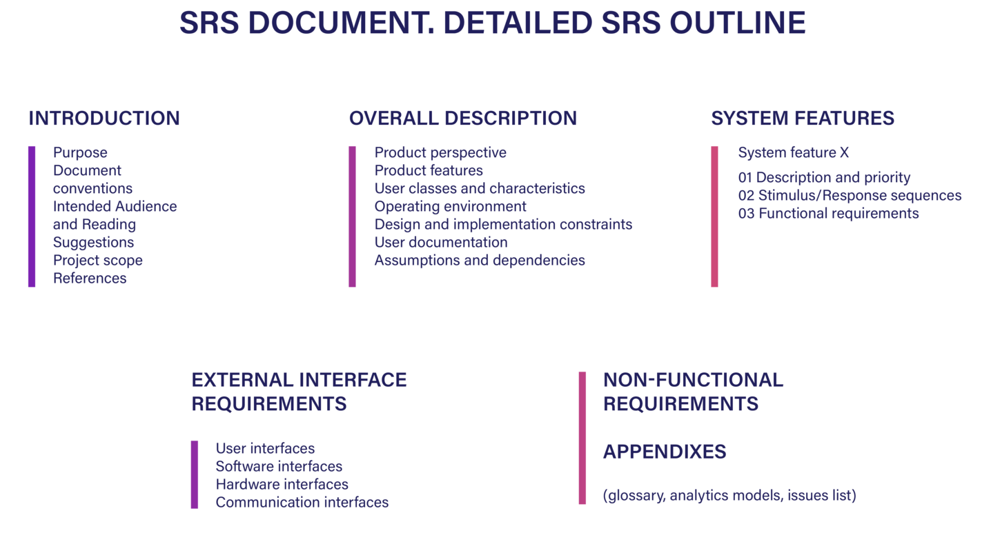 SRS DOCUMENT. DETAILED SRS OUTLINE
INTRODUCTION
Purpose
Document
conventions
Intended Audience
and Reading
Suggestions
Project scope
References
OVERALL DESCRIPTION
Product perspective
Product features
User classes and characteristics
Operating environment
Design and implementation constraints
User documentation
Assumptions and dependencies
SYSTEM FEATURES
System feature X
01 Description and priority
02 Stimulus/Response sequences
03 Functional requirements
EXTERNAL INTERFACE
REQUIREMENTS
User interfaces
Software interfaces
Hardware interfaces
Communication interfaces
NON-FUNCTIONAL
REQUIREMENTS
APPENDIXES
(glossary, analytics models, issues list)